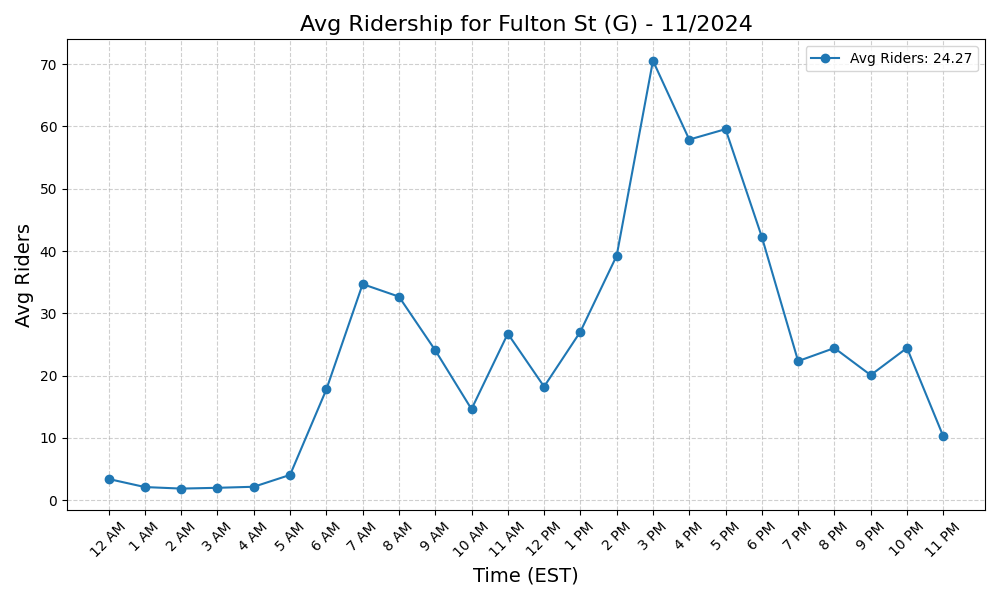 Avg Ridership for Fulton St (G) - 11/2024
Avg Riders: 24.27
Avg Riders
70
60
50
40
30
20
10
0
12 AM
1 AM
2 AM
3 AM
4 AM
5 AM
6 AM
7 AM
8 AM
9 AM
10 AM
11 AM
12 PM
1 PM
2 PM
3 PM
4 PM
5 PM
6 PM
7 PM
8 PM
9 PM
10 PM
11 PM
Time (EST)